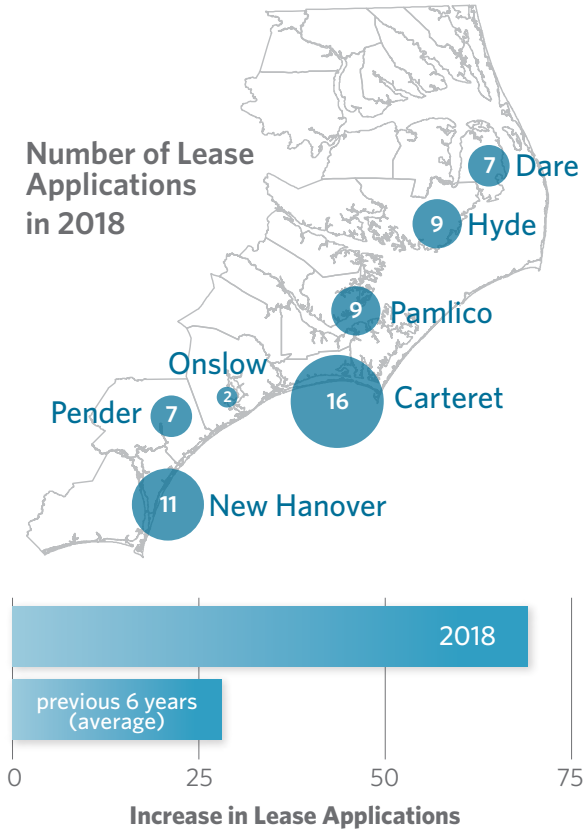 Number of Lease
Applications
in 2018
7 Dare
9 Hyde
9 Pamlico
Onslow
2
16 Carteret
Pender 7
11 New Hanover
2018
previous 6 years
(average)
0 25 50 75
Increase in Lease Applications